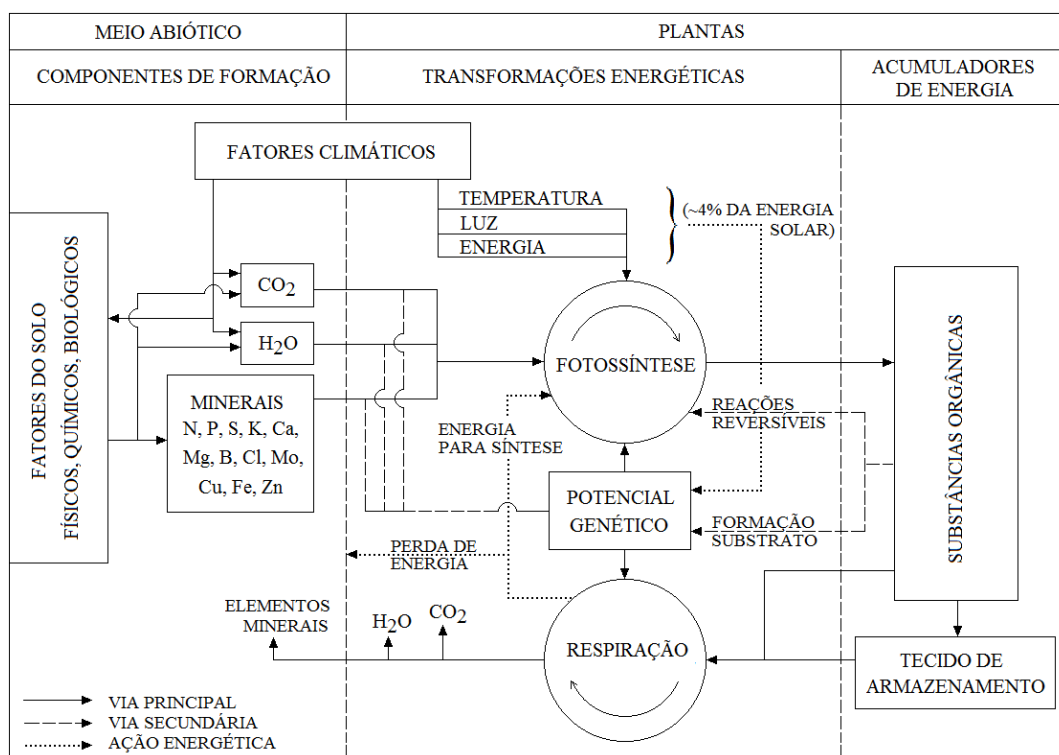 MEIO ABIÓTICO
PLANTAS
COMPONENTES DE FORMAÇÃO
TRANSFORMAÇÕES ENERGÉTICAS
ACUMULADORES
DE ENERGIA
FATORES CLIMÁTICOS
TEMPERATURA
LUZ
ENERGIA
(~4% DA ENERGIA
SOLAR)
FATORES DO SOLO
FÍSICOS, QUÍMICOS, BIOLÓGICOS
CO2
H2O
MINERAIS
N, P, S, K, Ca,
Mg, B, Cl, Mo,
Cu, Fe, Zn
FOTOSSÍNTESE
ENERGIA
PARA SÍNTESE
REAÇÕES
REVERSÍVEIS
POTENCIAL
GENÉTICO
FORMAÇÃO
SUBSTRATO
SUBSTÂNCIAS ORGÂNICAS
PERDA DE
ENERGIA
ELEMENTOS
MINERAIS
H2O
CO2
RESPIRAÇÃO
TECIDO DE
ARMAZENAMENTO
VIA PRINCIPAL
VIA SECUNDÁRIA
AÇÃO ENERGÉTICA